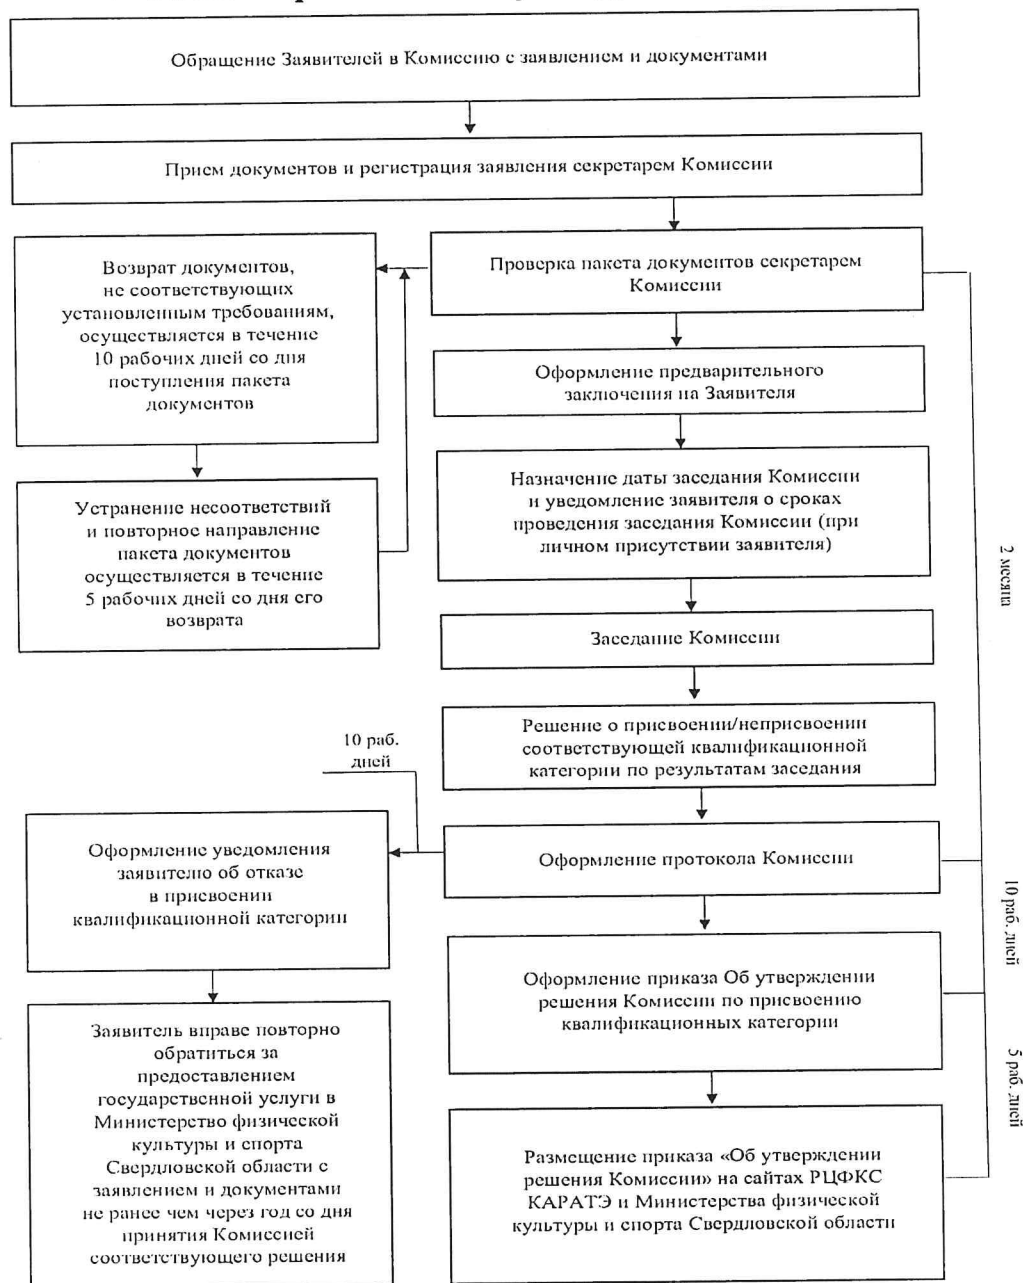 Обращение Заявителей в Комиссию с заявлением и документами
Прием документов и регистрация заявления секретарем Комиссии
Возврат документов,
не соответствующих
установленным требованиям,
осуществляется в течение
10 рабочих дней со дня
поступления пакета
документов
Проверка пакета документов секретарем
Комиссии
Оформление предварительного
заключения на Заявителя
Устранение несоответствий
и повторное направление
пакета документов
осуществляется в течение
5 рабочих дней со дня его
возврата
Назначение даты заседания Комиссии
и уведомление заявителя о сроках
проведения заседания Комиссии (при
личном присутствии заявителя)
2 месяца
Заседание Комиссии
Решение о присвоении/неприсвоении
соответствующей квалификационной
категории по результатам заседания
10 раб.
дней
Оформление уведомления
заявителю об отказе
в присвоении
квалификационной категории
Оформление протокола Комиссии
10 раб. дней
Оформление приказа Об утверждении
решения Комиссии по присвоению
квалификационных категории
5 раб. дней
Заявитель вправе повторно
обратиться за
предоставлением
государственной услуги в
Министерство физической
культуры и спорта
Свердловской области с
заявлением и документами
не ранее чем через год со дня
принятия Комиссией
соответствующего решения
Размещение приказа «Об утверждении
решения Комиссии» на сайтах РЦФКС
КАРАТЭ и Министерства физической
культуры и спорта Свердловской области